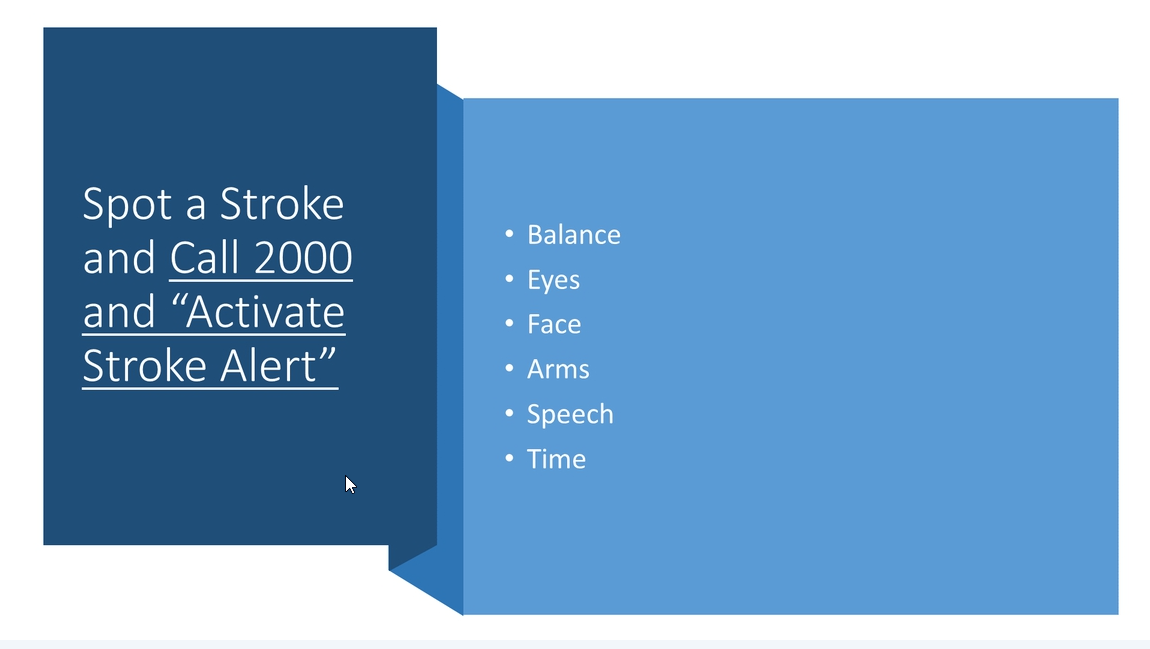 Spot a Stroke
and Call 2000
and “Activate
Stroke Alert”
• Balance
• Eyes
• Face
• Arms
• Speech
• Time